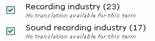 Recording industry (23)
No translation available for this term
Sound recording industry (17)
No translation available for this term